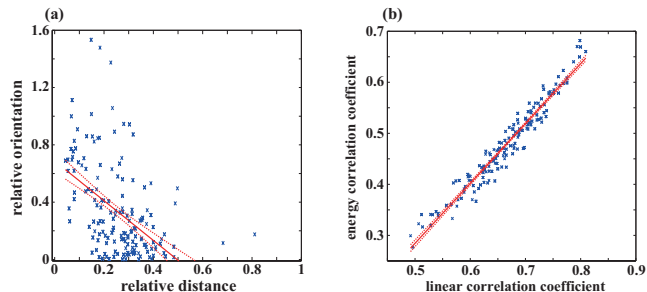 (a)
1.6
1.2
0.8
0.4
0
relative orientation
0 0.2 0.4 0.6 0.8 1
relative distance
(b)
0.7
0.6
0.5
0.4
0.3
energy correlation coefficient
0.4 0.5 0.6 0.7 0.8 0.9
linear correlation coefficient